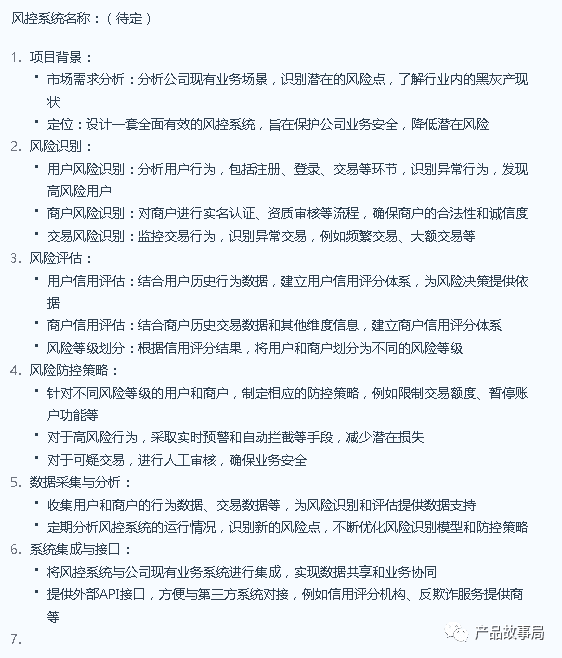 风控系统名称：（待定）
1. 项目背景：
• 市场需求分析：分析公司现有业务场景，识别潜在的风险点，了解行业内的黑灰产现
状
• 定位：设计一套全面有效的风控系统，旨在保护公司业务安全，降低潜在风险
2. 风险识别：
• 用户风险识别：分析用户行为，包括注册、登录、交易等环节，识别异常行为，发现
高风险用户
• 商户风险识别：对商户进行实名认证、资质审核等流程，确保商户的合法性和诚信度
• 交易风险识别：监控交易行为，识别异常交易，例如频繁交易、大额交易等
3. 风险评估：
• 用户信用评估：结合用户历史行为数据，建立用户信用评分体系，为风险决策提供依
据
• 商户信用评估：结合商户历史交易数据和其他维度信息，建立商户信用评分体系
• 风险等级划分：根据信用评分结果，将用户和商户划分为不同的风险等级
4. 风险防控策略：
• 针对不同风险等级的用户和商户，制定相应的防控策略，例如限制交易额度、暂停账
户功能等
• 对于高风险行为，采取实时预警和自动拦截等手段，减少潜在损失
• 对于可疑交易，进行人工审核，确保业务安全
5. 数据采集与分析：
• 收集用户和商户的行为数据、交易数据等，为风险识别和评估提供数据支持
• 定期分析风控系统的运行情况，识别新的风险点，不断优化风险识别模型和防控策略
6. 系统集成与接口：
• 将风控系统与公司现有业务系统进行集成，实现数据共享和业务协同
• 提供外部API接口，方便与第三方系统对接，例如信用评分机构、反欺诈服务提供商
等
7.
产品故事局